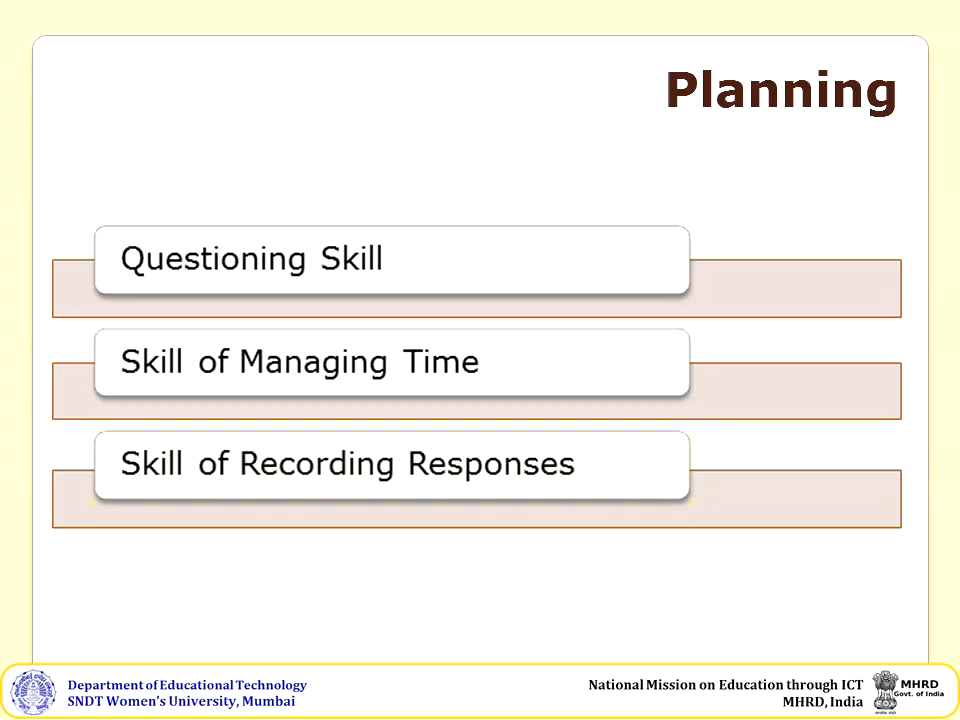 Planning
Questioning Skill
Skill of Managing Time
Skill of Recording Responses
Department of Educational Technology
SNDT Women's University, Mumbai
National Mission on Education through ICT
MHRD, India
MHRD
Govt. of India